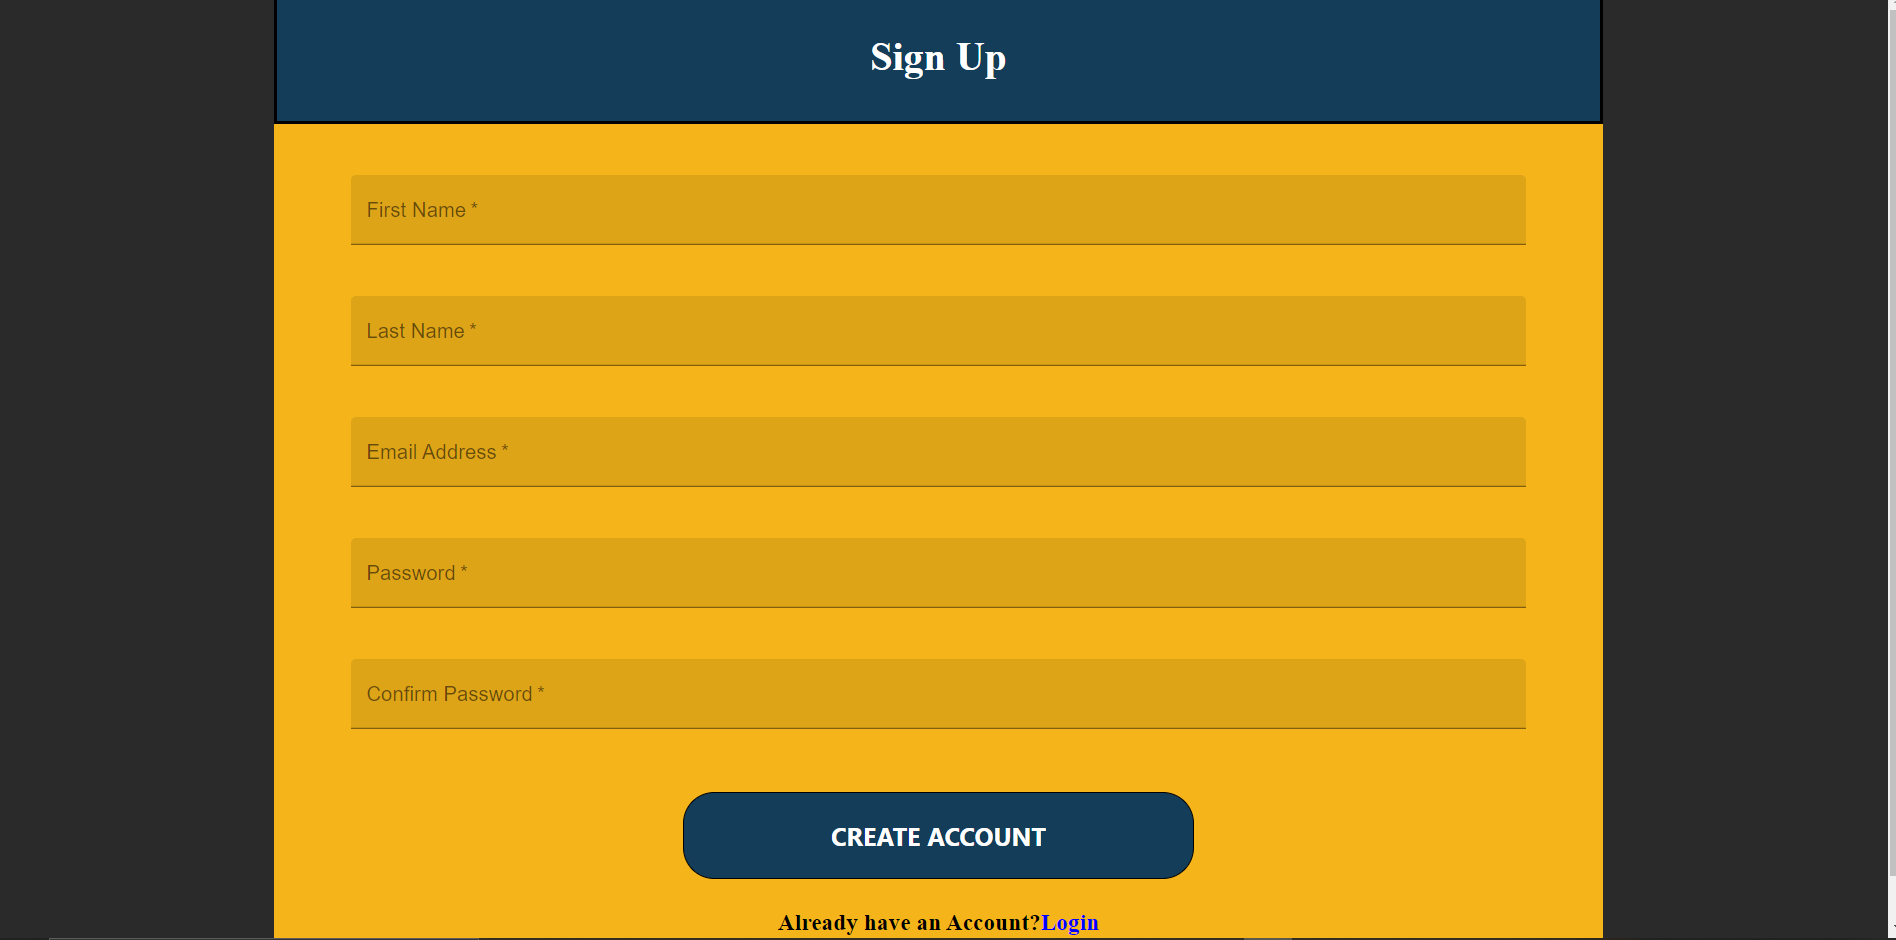 Sign Up
First Name *
Last Name *
Email Address *
Password *
Confirm Password *
CREATE ACCOUNT
Already have an Account?Login